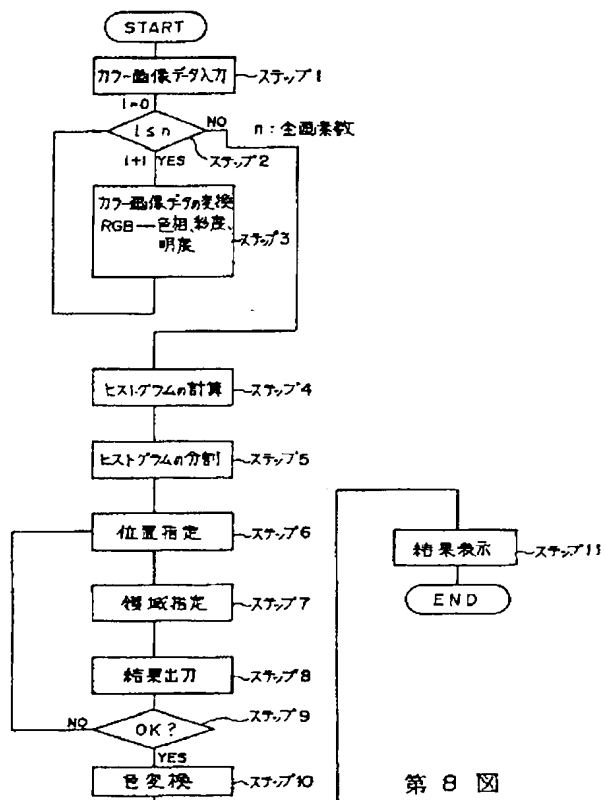 START
カラー画像データ入力 ステップ1
i=0
i≤n NO n:全画素数
i+1 YES ステップ2
カラー画像データの変換
RGB—色相、彩度、
明度
ステップ3
ヒストグラムの計算 ステップ4
ヒストグラムの分割 ステップ5
位置指定 ステップ6
領域指定 ステップ7
結果出力 ステップ8
NO OK? ステップ9
YES
色変換 ステップ10
結果表示 ステップ11
END
第8図